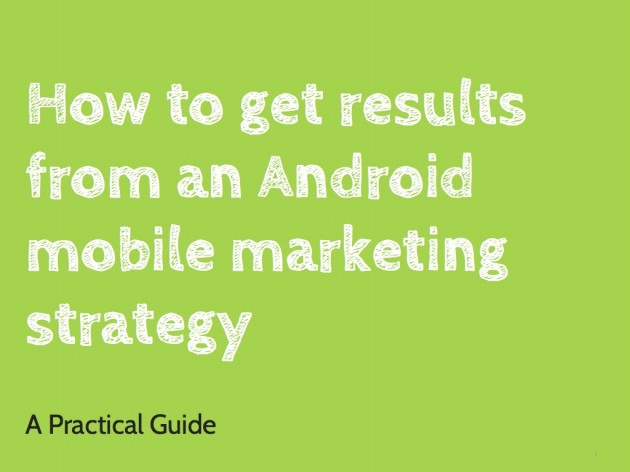 How to get results
from an Android
mobile marketing
strategy
A Practical Guide